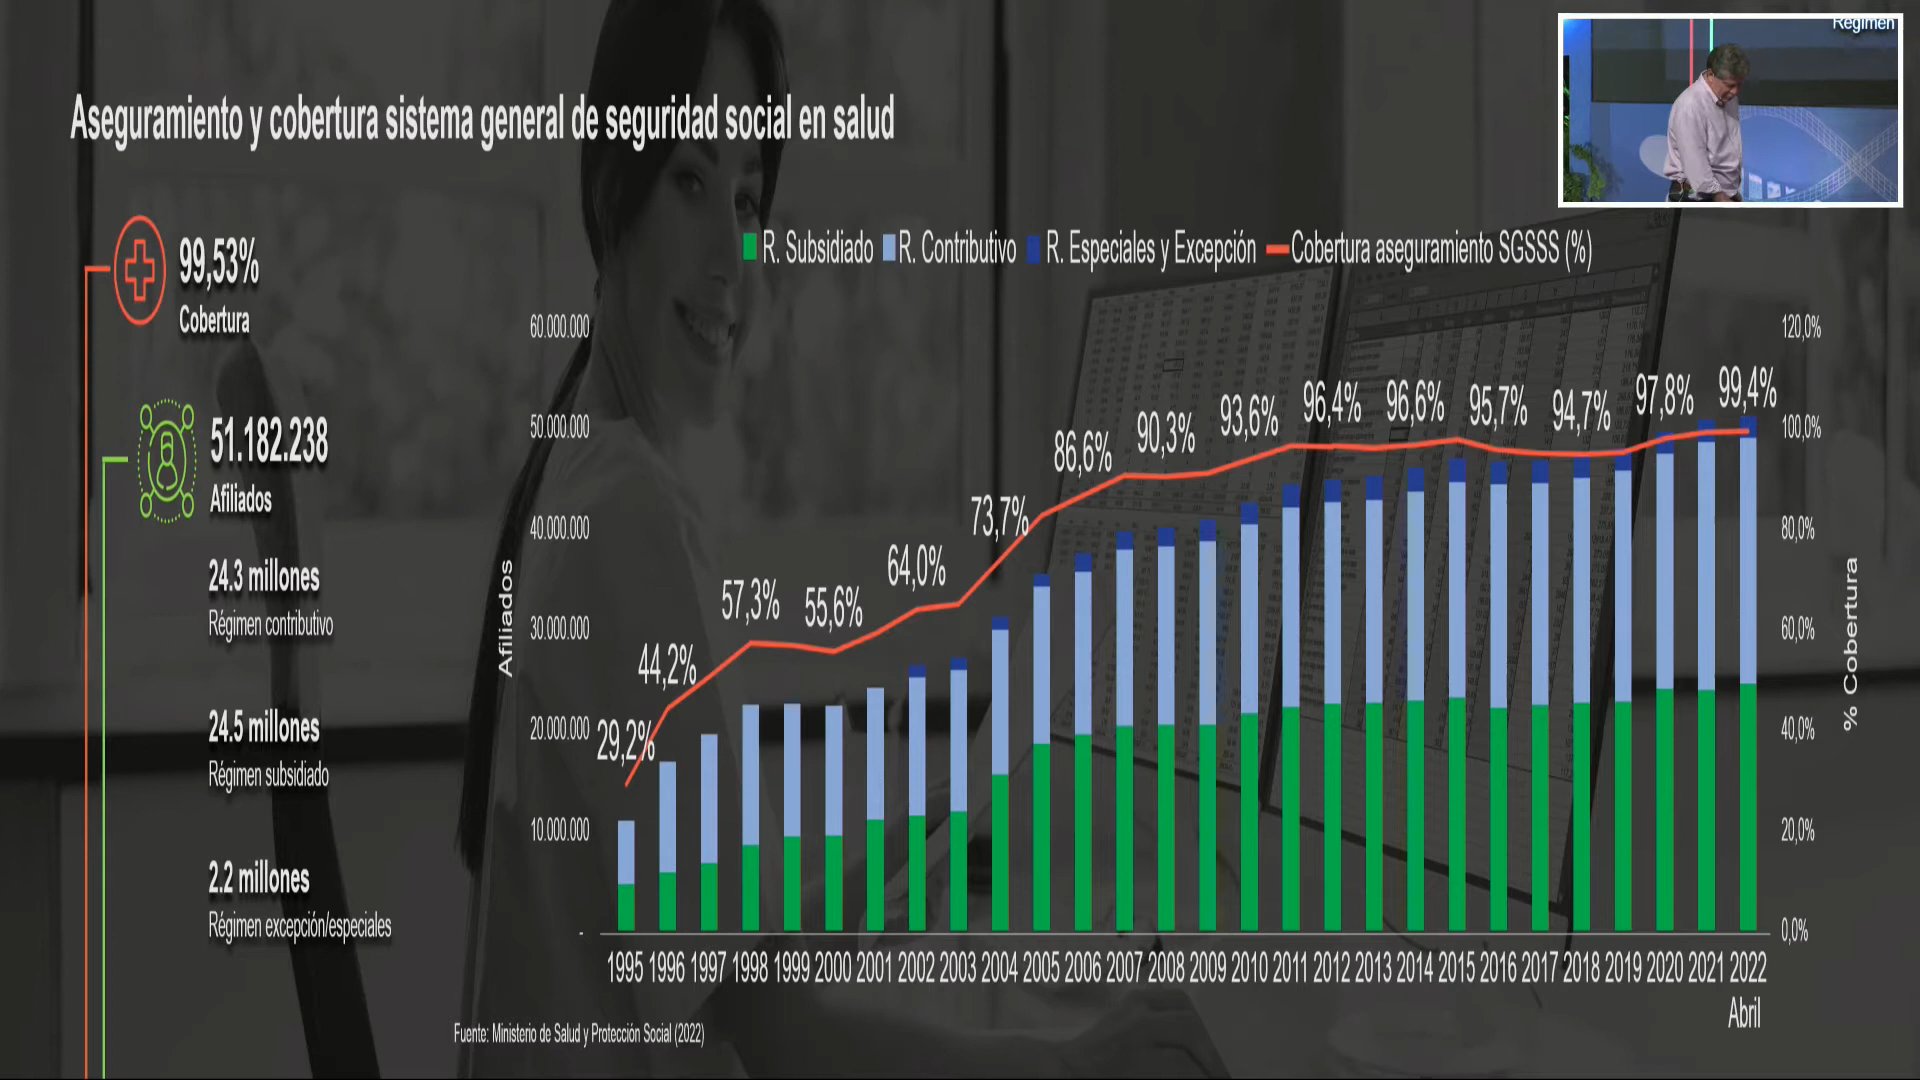 Régimen
Aseguramiento y cobertura sistema general de seguridad social en salud
99,53%
Cobertura
51.182.238
Afiliados
24.3 millones
Régimen contributivo
24.5 millones
Régimen subsidiado
2.2 millones
Régimen excepción/especiales
R. Subsidiado R. Contributivo R. Especiales y Excepción Cobertura aseguramiento SGSSS (%)
60.000.000
50.000.000
40.000.000
30.000.000
20.000.000
10.000.000
-
Afiliados
29,2%
44,2%
57,3%
55,6%
64,0%
73,7%
86,6%
90,3%
93,6%
96,4%
96,6%
95,7%
94,7%
97,8%
99,4%
120,0%
100,0%
80,0%
60,0%
40,0%
20,0%
0,0%
% Cobertura
1995 1996 1997 1998 1999 2000 2001 2002 2003 2004 2005 2006 2007 2008 2009 2010 2011 2012 2013 2014 2015 2016 2017 2018 2019 2020 2021 2022
Abril
Fuente: Ministerio de Salud y Protección Social (2022)